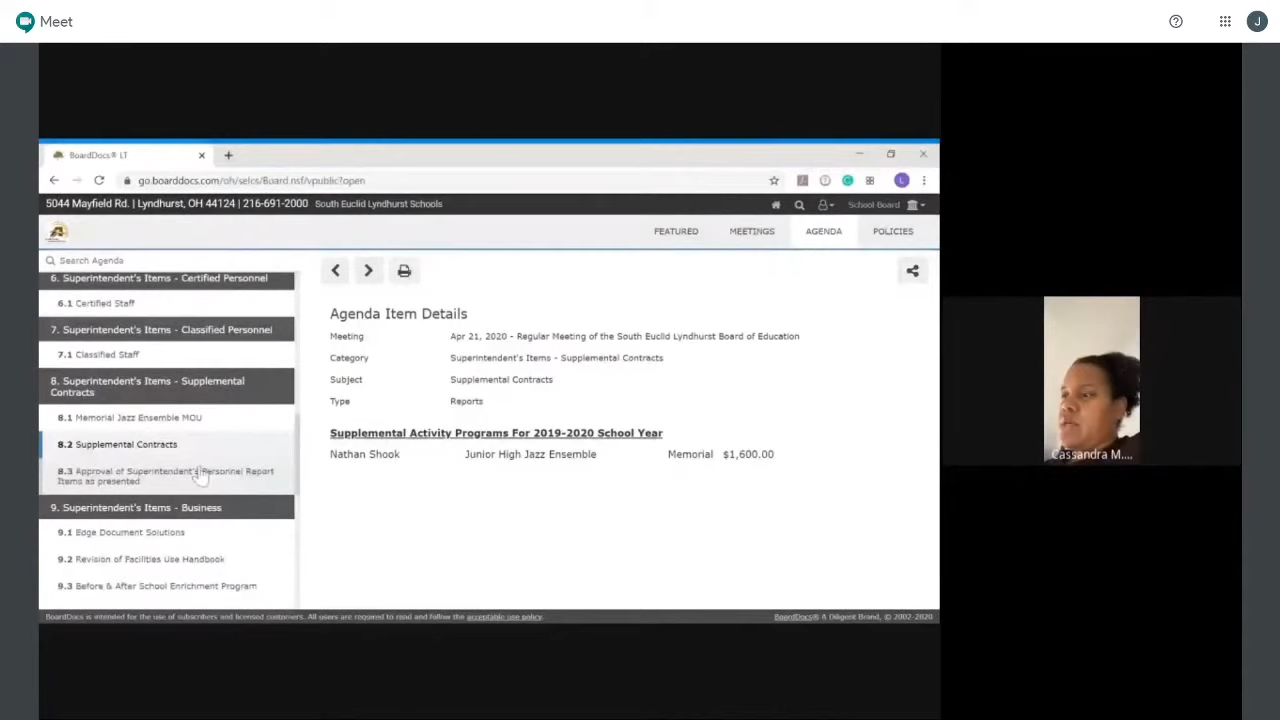 Meet
J
BoardDocs® LT
go.boarddocs.com/oh/selcs/Board.nsf/vpublic?open
L
5044 Mayfield Rd. | Lyndhurst, OH 44124 | 216-691-2000 South Euclid Lyndhurst Schools
School Board
FEATURED MEETINGS AGENDA POLICIES
Search Agenda
6. Superintendent's Items - Certified Personnel
6.1 Certified Staff
7. Superintendent's Items - Classified Personnel
7.1 Classified Staff
8. Superintendent's Items - Supplemental
Contracts
8.1 Memorial Jazz Ensemble MOU
8.2 Supplemental Contracts
8.3 Approval of Superintendent's Personnel Report
Items as presented
9. Superintendent's Items - Business
9.1 Edge Document Solutions
9.2 Revision of Facilities Use Handbook
9.3 Before & After School Enrichment Program
Agenda Item Details
Meeting Apr 21, 2020 - Regular Meeting of the South Euclid Lyndhurst Board of Education
Category Superintendent's Items - Supplemental Contracts
Subject Supplemental Contracts
Type Reports
Supplemental Activity Programs For 2019-2020 School Year
Nathan Shook Junior High Jazz Ensemble Memorial $1,600.00
Cassandra M....
BoardDocs is intended for the use of subscribers and licensed customers. All users are required to read and follow the acceptable use policy.
BoardDocs® A Diligent Brand, © 2002-2020